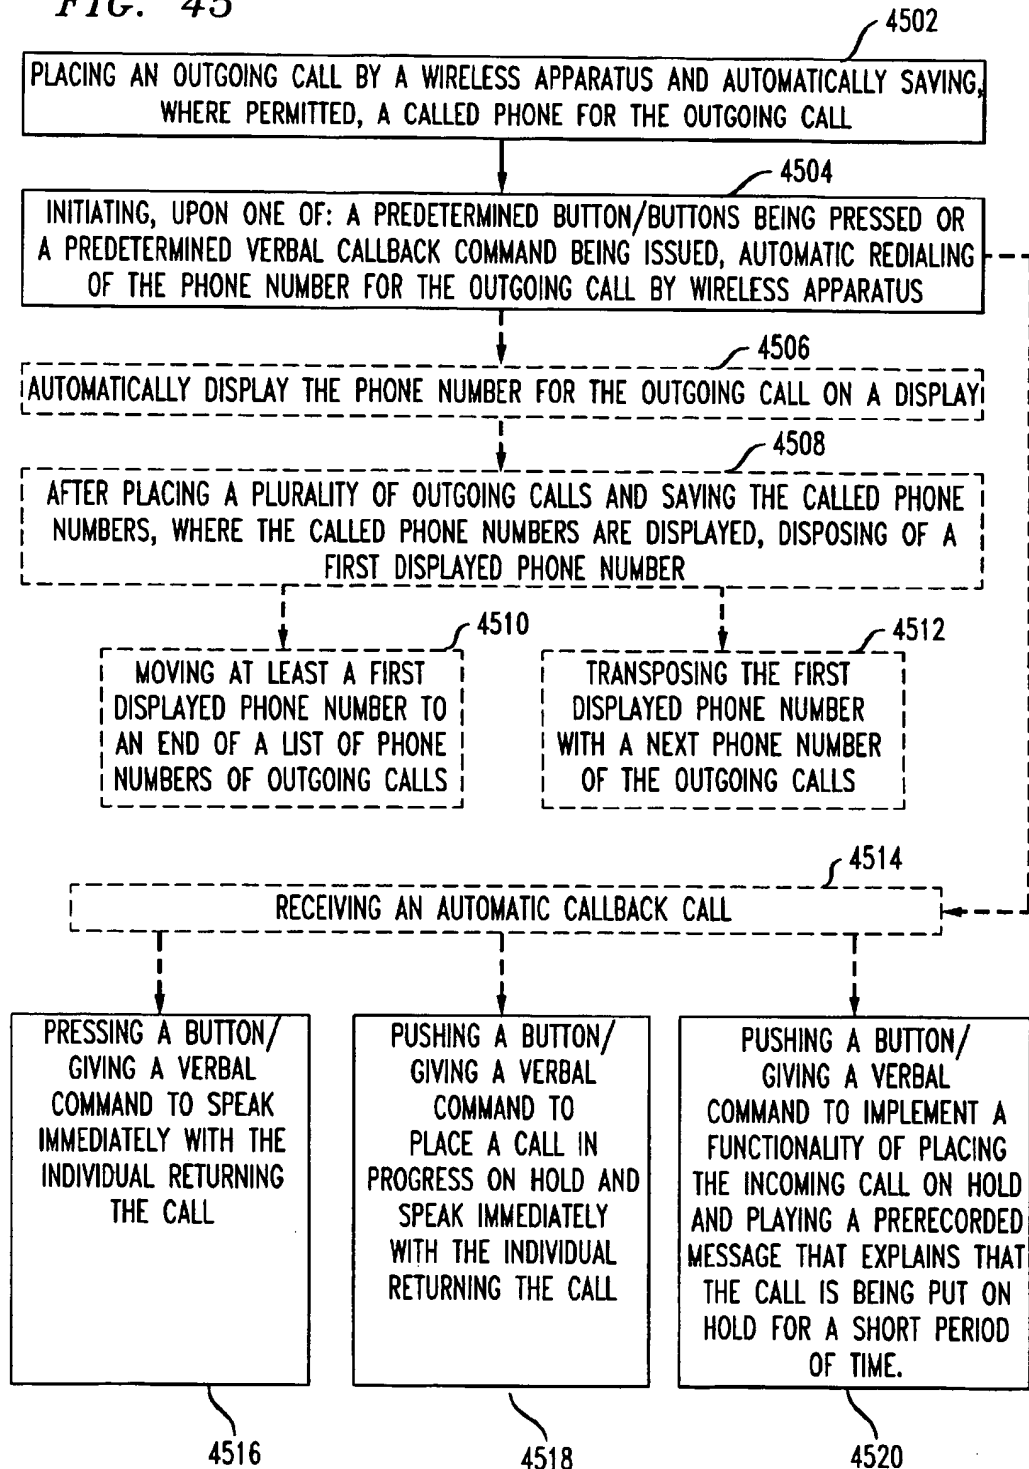 FIG. 45
4502
PLACING AN OUTGOING CALL BY A WIRELESS APPARATUS AND AUTOMATICALLY SAVING,
WHERE PERMITTED, A CALLED PHONE FOR THE OUTGOING CALL
4504
INITIATING, UPON ONE OF: A PREDETERMINED BUTTON/BUTTONS BEING PRESSED OR
A PREDETERMINED VERBAL CALLBACK COMMAND BEING ISSUED, AUTOMATIC REDIALING
OF THE PHONE NUMBER FOR THE OUTGOING CALL BY WIRELESS APPARATUS
4506
AUTOMATICALLY DISPLAY THE PHONE NUMBER FOR THE OUTGOING CALL ON A DISPLAY
4508
AFTER PLACING A PLURALITY OF OUTGOING CALLS AND SAVING THE CALLED PHONE
NUMBERS, WHERE THE CALLED PHONE NUMBERS ARE DISPLAYED, DISPOSING OF A
FIRST DISPLAYED PHONE NUMBER
4510
MOVING AT LEAST A FIRST
DISPLAYED PHONE NUMBER TO
AN END OF A LIST OF PHONE
NUMBERS OF OUTGOING CALLS
4512
TRANSPOSING THE FIRST
DISPLAYED PHONE NUMBER
WITH A NEXT PHONE NUMBER
OF THE OUTGOING CALLS
4514
RECEIVING AN AUTOMATIC CALLBACK CALL
PRESSING A BUTTON/
GIVING A VERBAL
COMMAND TO SPEAK
IMMEDIATELY WITH THE
INDIVIDUAL RETURNING
THE CALL
4516
PUSHING A BUTTON/
GIVING A VERBAL
COMMAND TO
PLACE A CALL IN
PROGRESS ON HOLD AND
SPEAK IMMEDIATELY
WITH THE INDIVIDUAL
RETURNING THE CALL
4518
PUSHING A BUTTON/
GIVING A VERBAL
COMMAND TO IMPLEMENT A
FUNCTIONALITY OF PLACING
THE INCOMING CALL ON HOLD
AND PLAYING A PRERECORDED
MESSAGE THAT EXPLAINS THAT
THE CALL IS BEING PUT ON
HOLD FOR A SHORT PERIOD
OF TIME.
4520